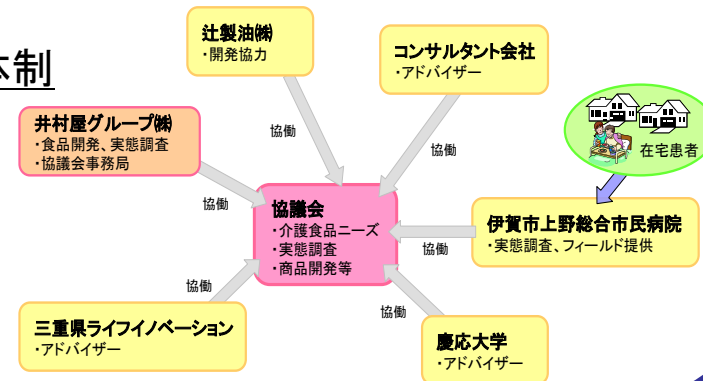 体制
辻製油㈱
・開発協力
コンサルタント会社
・アドバイザー
井村屋グループ㈱
・食品開発、実態調査
・協議会事務局
在宅患者
協働
協働
協働
協議会
・介護食品ニーズ
・実態調査
・商品開発等
伊賀市上野総合市民病院
・実態調査、フィールド提供
協働
協働
協働
三重県ライフイノベーション
・アドバイザー
慶応大学
・アドバイザー